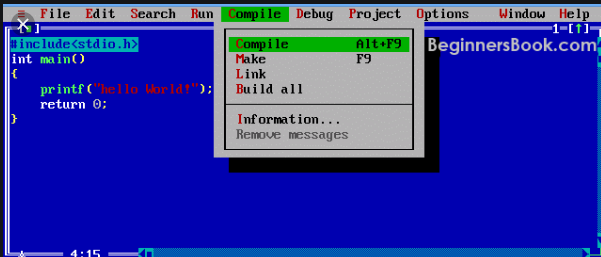 File Edit Search Run Compile Debug Project Options Window Help
1=[↑]
#include<stdio.h>
int main()
{
printf("hello World!");
return 0;
}
Compile Alt+F9
Make F9
Link
Build all
Information...
Remove messages
BeginnersBook.com
4:15